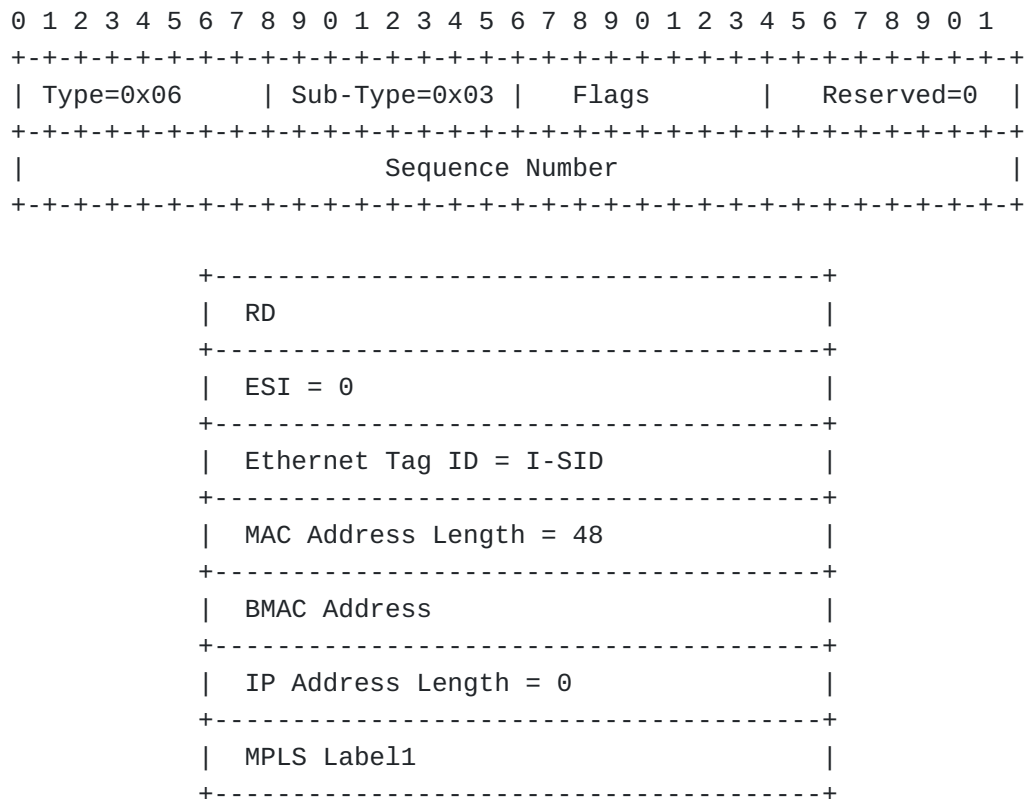 0 1 2 3 4 5 6 7 8 9 0 1 2 3 4 5 6 7 8 9 0 1 2 3 4 5 6 7 8 9 0 1
+-+-+-+-+-+-+-+-+-+-+-+-+-+-+-+-+-+-+-+-+-+-+-+-+-+-+-+-+-+-+-+-+
| Type=0x06     | Sub-Type=0x03 |   Flags       |   Reserved=0  |
+-+-+-+-+-+-+-+-+-+-+-+-+-+-+-+-+-+-+-+-+-+-+-+-+-+-+-+-+-+-+-+-+
|                       Sequence Number                         |
+-+-+-+-+-+-+-+-+-+-+-+-+-+-+-+-+-+-+-+-+-+-+-+-+-+-+-+-+-+-+-+-+
+---------------------------------------+
|  RD                                   |
+---------------------------------------+
|  ESI = 0                              |
+---------------------------------------+
|  Ethernet Tag ID = I-SID              |
+---------------------------------------+
|  MAC Address Length = 48              |
+---------------------------------------+
|  BMAC Address                         |
+---------------------------------------+
|  IP Address Length = 0                |
+---------------------------------------+
|  MPLS Label1                          |
+---------------------------------------+